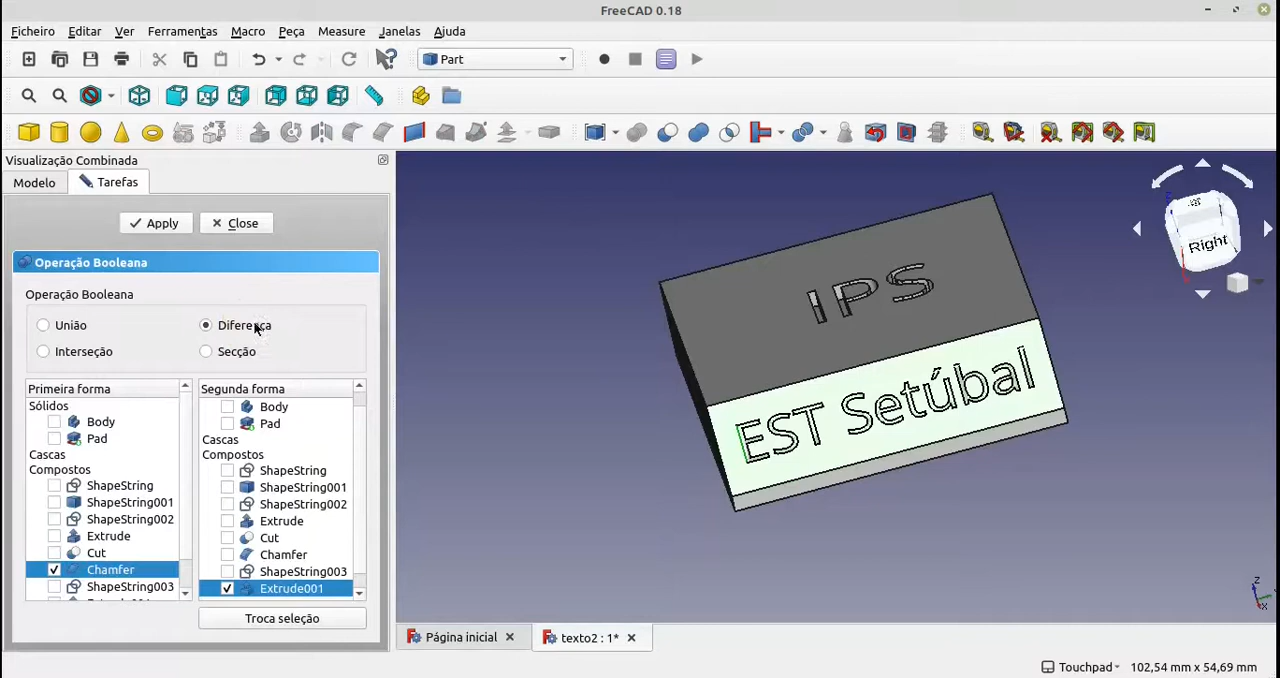 FreeCAD 0.18
Ficheiro Editar Ver Ferramentas Macro Peça Measure Janelas Ajuda
Part
Visualização Combinada
Modelo Tarefas
Apply Close
Operação Booleana
Operação Booleana
União Diferença
Interseção Secção
Primeira forma
Sólidos
Body
Pad
Cascas
Compostos
ShapeString
ShapeString001
ShapeString002
Extrude
Cut
Chamfer
ShapeString003
Segunda forma
Body
Pad
Cascas
Compostos
ShapeString
ShapeString001
ShapeString002
Extrude
Cut
Chamfer
ShapeString003
Extrude001
Troca seleção
IPS
EST Setúbal
Right
Z
X
Página inicial texto2 : 1*
Touchpad 102,54 mm x 54,69 mm